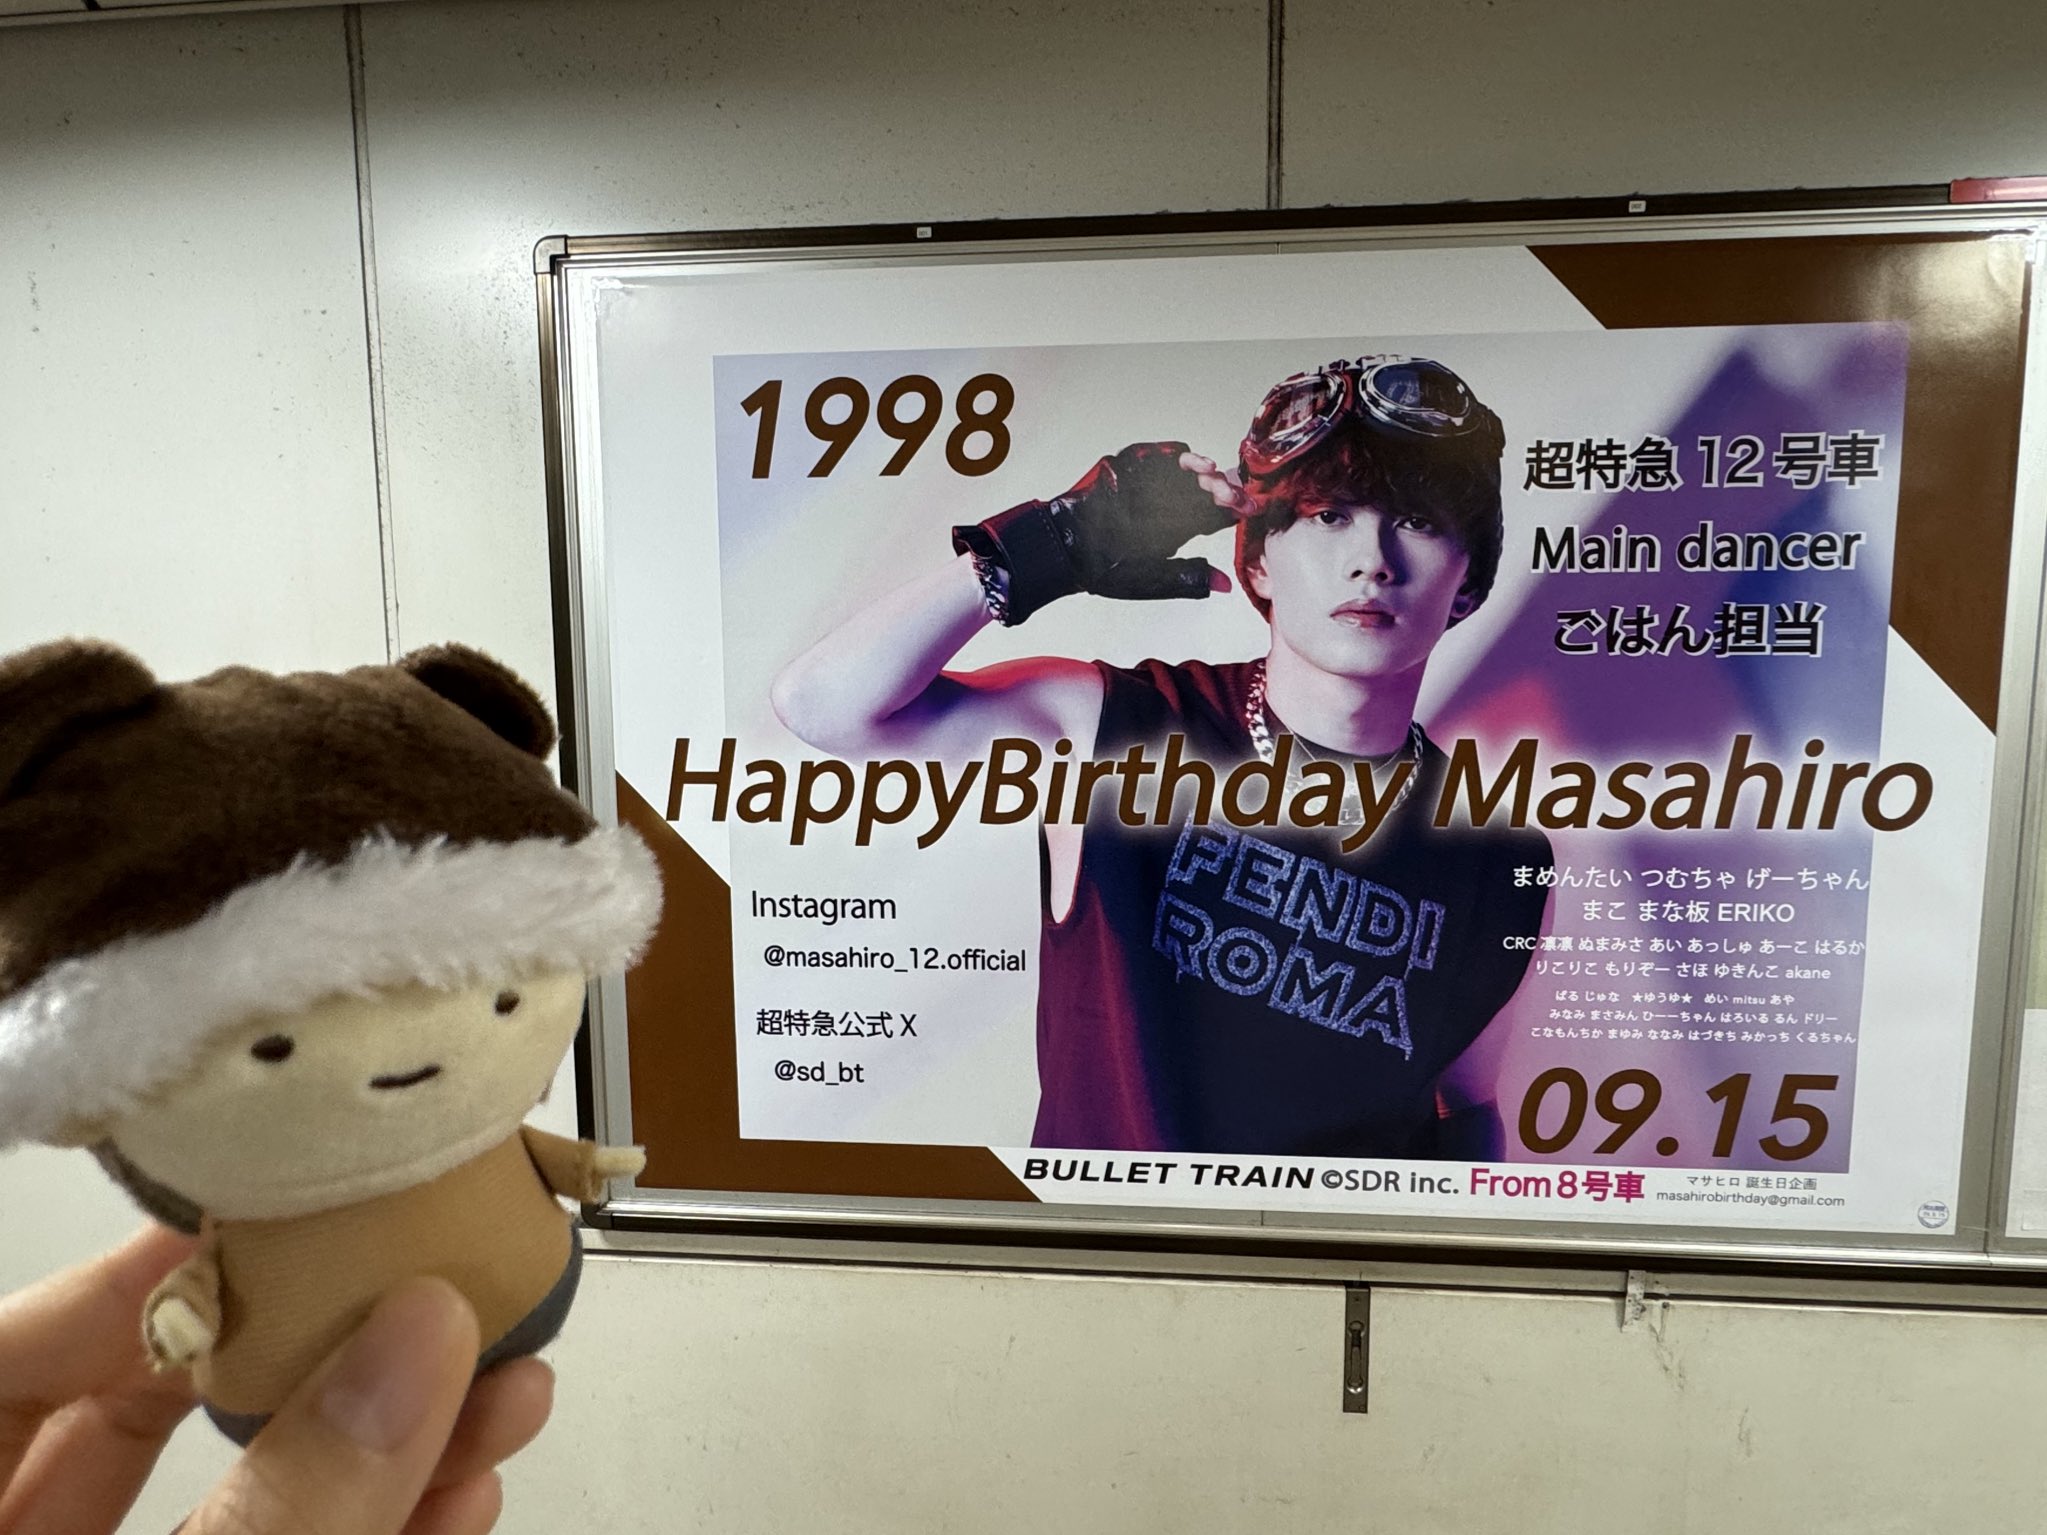 1998
超特急 12 号車
Main dancer
ごはん担当
HappyBirthday Masahiro
FENDI
ROMA
Instagram
@masahiro_12.official
超特急公式 X
@sd_bt
まめんたい つむちゃ げーちゃん
まこ まな板 ERIKO
CRC 凛凛 ぬまみさ あい あっしゅ あーこ はるか
りこりこ もりぞー さほ ゆきんこ akane
ぱる じゅな ★ゆうゆ★ めい mitsu あや
みなみ まさみん ひーーちゃん はろいる るん ドリー
こなもんちか まゆみ ななみ はづきち みかっち くるちゃん
09.15
BULLET TRAIN ©SDR inc. From 8号車
マサヒロ 誕生日企画
masahirobirthday@gmail.com